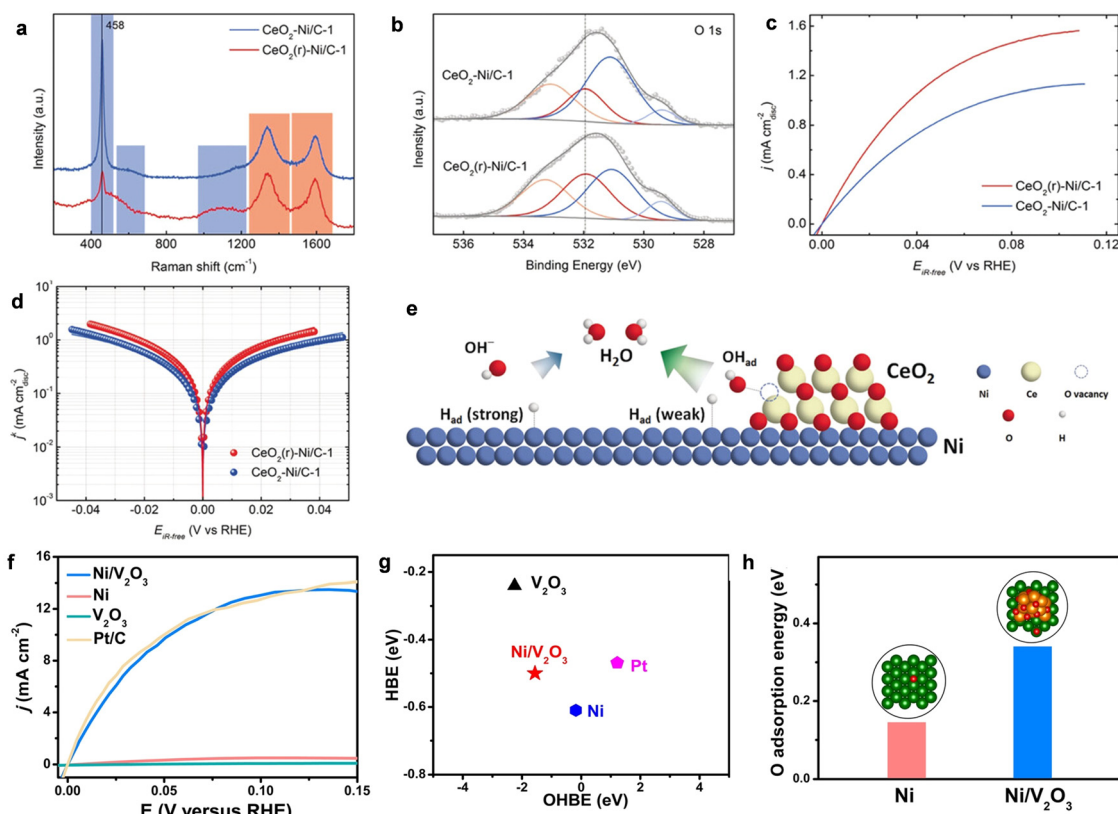 a
458
CeO₂-Ni/C-1
CeO₂(r)-Ni/C-1
Intensity (a.u.)
400 800 1200 1600
Raman shift (cm⁻¹)
b
O 1s
CeO₂-Ni/C-1
CeO₂(r)-Ni/C-1
Inensity (a.u.)
536 534 532 530 528
Binding Energy (eV)
c
1.6
1.2
0.8
0.4
0.0
j (mA cm⁻²disc)
CeO₂(r)-Ni/C-1
CeO₂-Ni/C-1
0.00 0.04 0.08 0.12
E iR-free (V vs RHE)
d
10¹
10⁰
10⁻¹
10⁻²
10⁻³
CeO₂(r)-Ni/C-1
CeO₂-Ni/C-1
-0.04 -0.02 0.00 0.02 0.04
E iR-free (V vs RHE)
e
OH⁻
H₂O
OHad
CeO₂
Had (strong)
Had (weak)
Ni
Ni Ce O vacancy
O H
f
16
12
8
4
0
j (mA cm⁻²)
Ni/V₂O₃
Ni
V₂O₃
Pt/C
0.00 0.05 0.10 0.15
E (V versus RHE)
g
-0.2
-0.4
-0.6
-0.8
HBE (eV)
V₂O₃
Ni/V₂O₃
Pt
Ni
-4 -2 0 2 4
OHBE (eV)
h
0.4
0.2
0.0
O adsorption energy (eV)
Ni Ni/V₂O₃